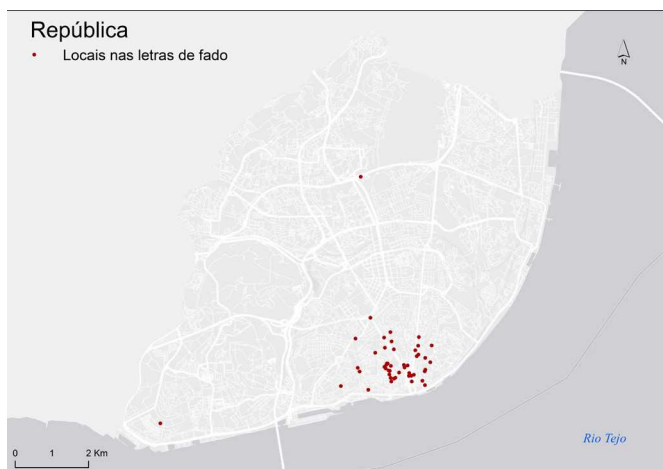 República
Locais nas letras de fado
N
Rio Tejo
0 1 2 Km